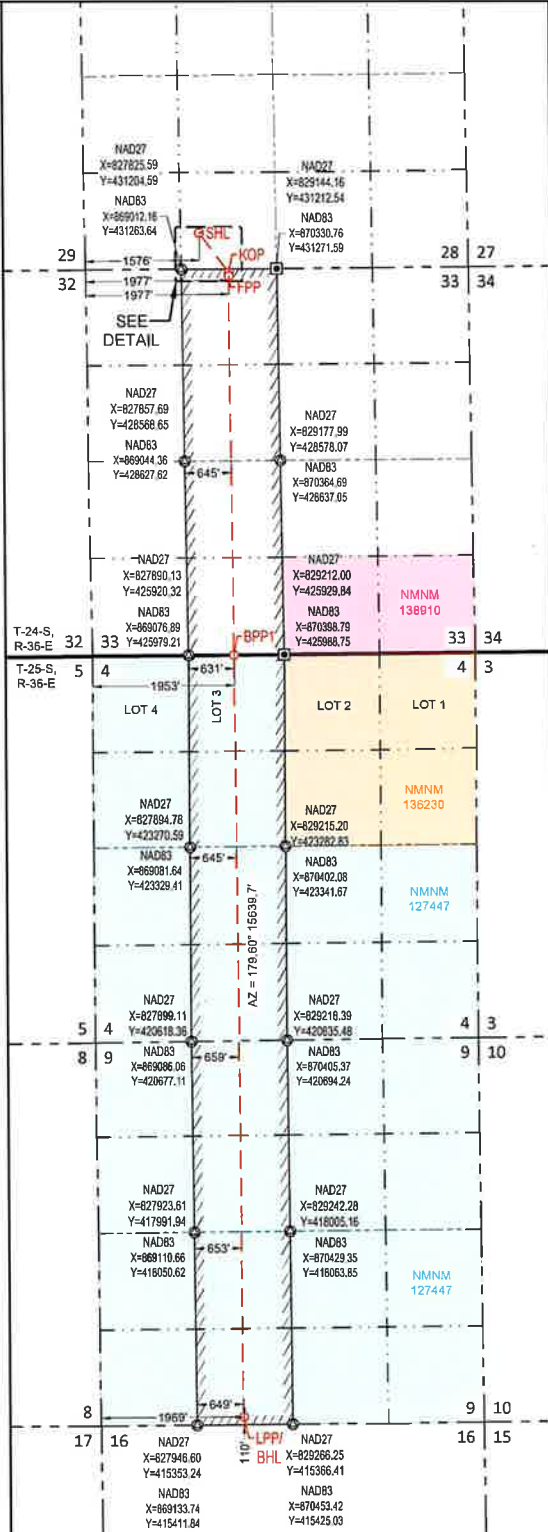 NAD27
X=827825.59
Y=431204.59
NAD27
X=829144.16
Y=431212.54
NAD83
X=869012.16
Y=431263.64
NAD83
X=870330.76
Y=431271.59
SHL
KOP
FPP
29
28 27
32
33 34
1576'
1977'
1977'
SEE
DETAIL
NAD27
X=827857.69
Y=428568.65
NAD27
X=829177.99
Y=428578.07
NAD83
X=869044.36
Y=428627.62
NAD83
X=870364.69
Y=428637.05
645'
NAD27
X=827890.13
Y=425920.32
NAD27
X=829212.00
Y=425929.84
NMNM
138910
NAD83
X=869076.89
Y=425979.21
NAD83
X=870398.79
Y=425988.75
T-24-S,
R-36-E
32 33
BPP1
33 34
T-25-S,
R-36-E
5 4
4 3
631'
1953'
LOT 4
LOT 3
LOT 2
LOT 1
NMNM
136230
NAD27
X=827894.78
Y=423270.59
NAD27
X=829215.20
Y=423282.83
NAD83
X=869081.64
Y=423329.41
NAD83
X=870402.08
Y=423341.67
645'
NMNM
127447
AZ = 179.60° 15639.7'
NAD27
X=827899.11
Y=420618.36
NAD27
X=829218.39
Y=420635.48
5 4
4 3
8 9
9 10
NAD83
X=869086.06
Y=420677.11
NAD83
X=870405.37
Y=420694.24
659'
NAD27
X=827923.61
Y=417991.94
NAD27
X=829242.28
Y=418005.16
NAD83
X=869110.66
Y=418050.62
NAD83
X=870429.35
Y=418063.85
653'
NMNM
127447
649'
1969'
8
9 10
17 16
16 15
LPP/
BHL
110'
NAD27
X=827946.60
Y=415353.24
NAD27
X=829266.25
Y=415366.41
NAD83
X=869133.74
Y=415411.84
NAD83
X=870453.42
Y=415425.03